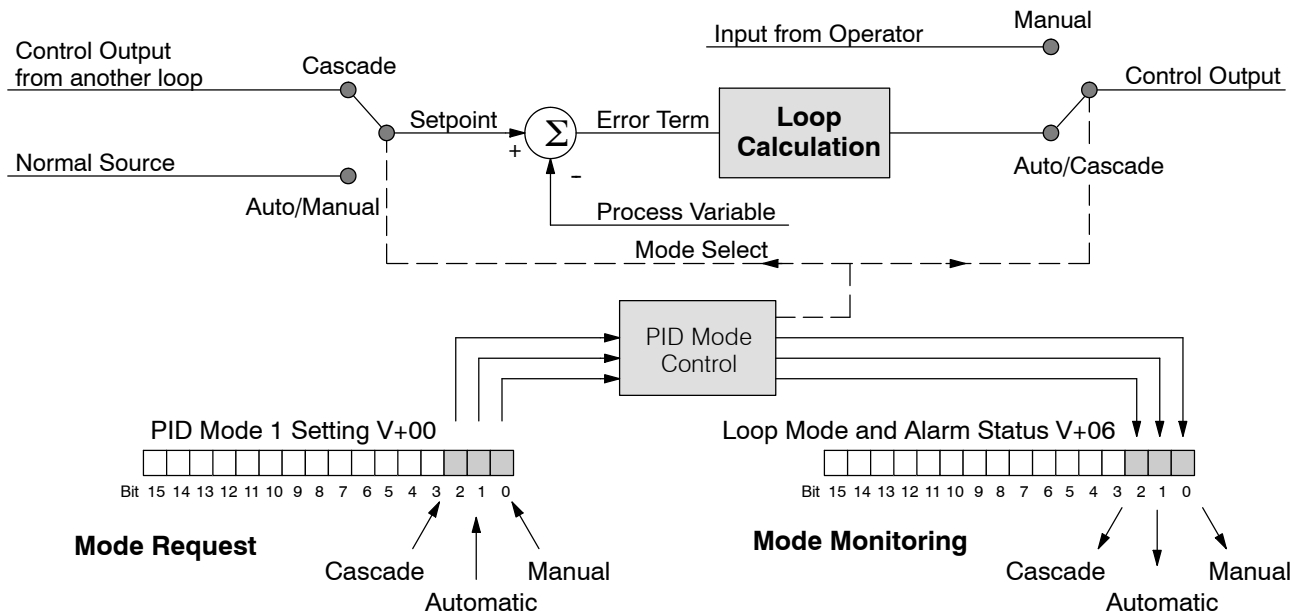 Manual
Input from Operator
Control Output
from another loop
Cascade
Control Output
Setpoint
Σ
Error Term
Loop
Calculation
+
-
Normal Source
Auto/Manual
Auto/Cascade
Process Variable
Mode Select
PID Mode
Control
PID Mode 1 Setting V+00
Loop Mode and Alarm Status V+06
Bit 15 14 13 12 11 10 9 8 7 6 5 4 3 2 1 0
Bit 15 14 13 12 11 10 9 8 7 6 5 4 3 2 1 0
Mode Request
Mode Monitoring
Cascade
Manual
Automatic
Cascade
Manual
Automatic